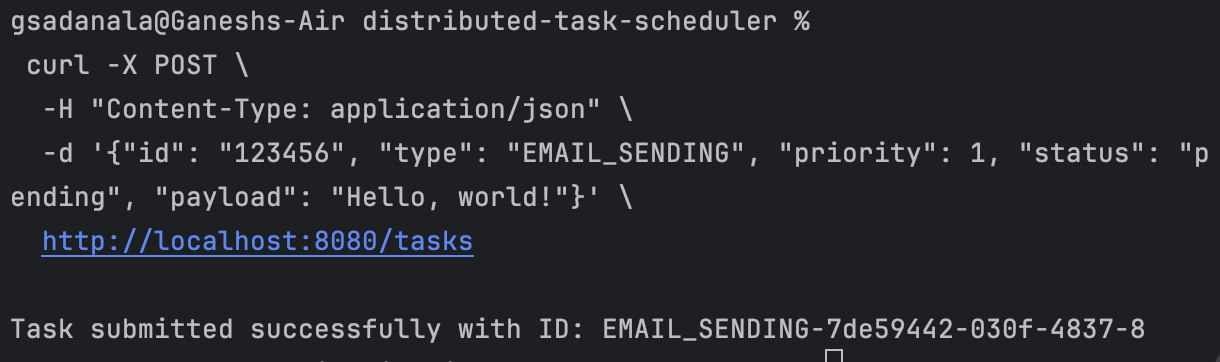 gsadanala@Ganeshs-Air distributed-task-scheduler %
curl -X POST \
-H "Content-Type: application/json" \
-d '{"id": "123456", "type": "EMAIL_SENDING", "priority": 1, "status": "p
ending", "payload": "Hello, world!"}' \
http://localhost:8080/tasks
Task submitted successfully with ID: EMAIL_SENDING-7de59442-030f-4837-8